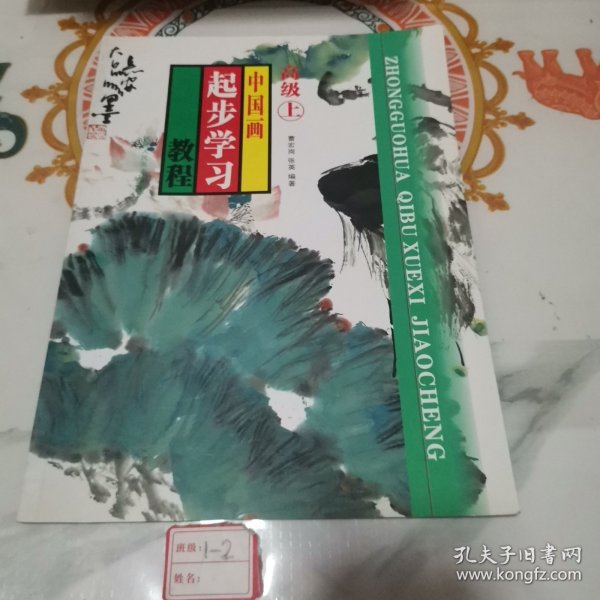 高级上
中国画
起步学习
教程
曹宏岗 张英 编著
ZHONGGUOHUA QIBU XUEXI JIAOCHENG
班级:1-2
姓名:
孔夫子旧书网
www.kongfz.com